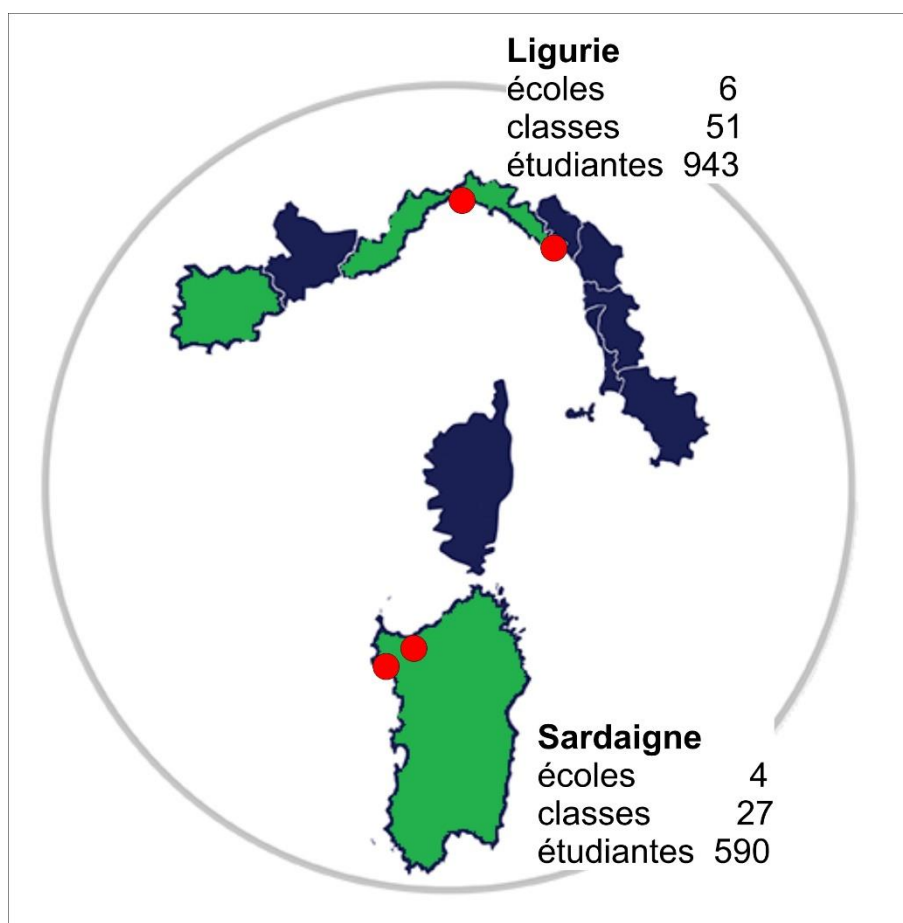 Ligurie
écoles 6
classes 51
étudiantes 943
Sardaigne
écoles 4
classes 27
étudiantes 590